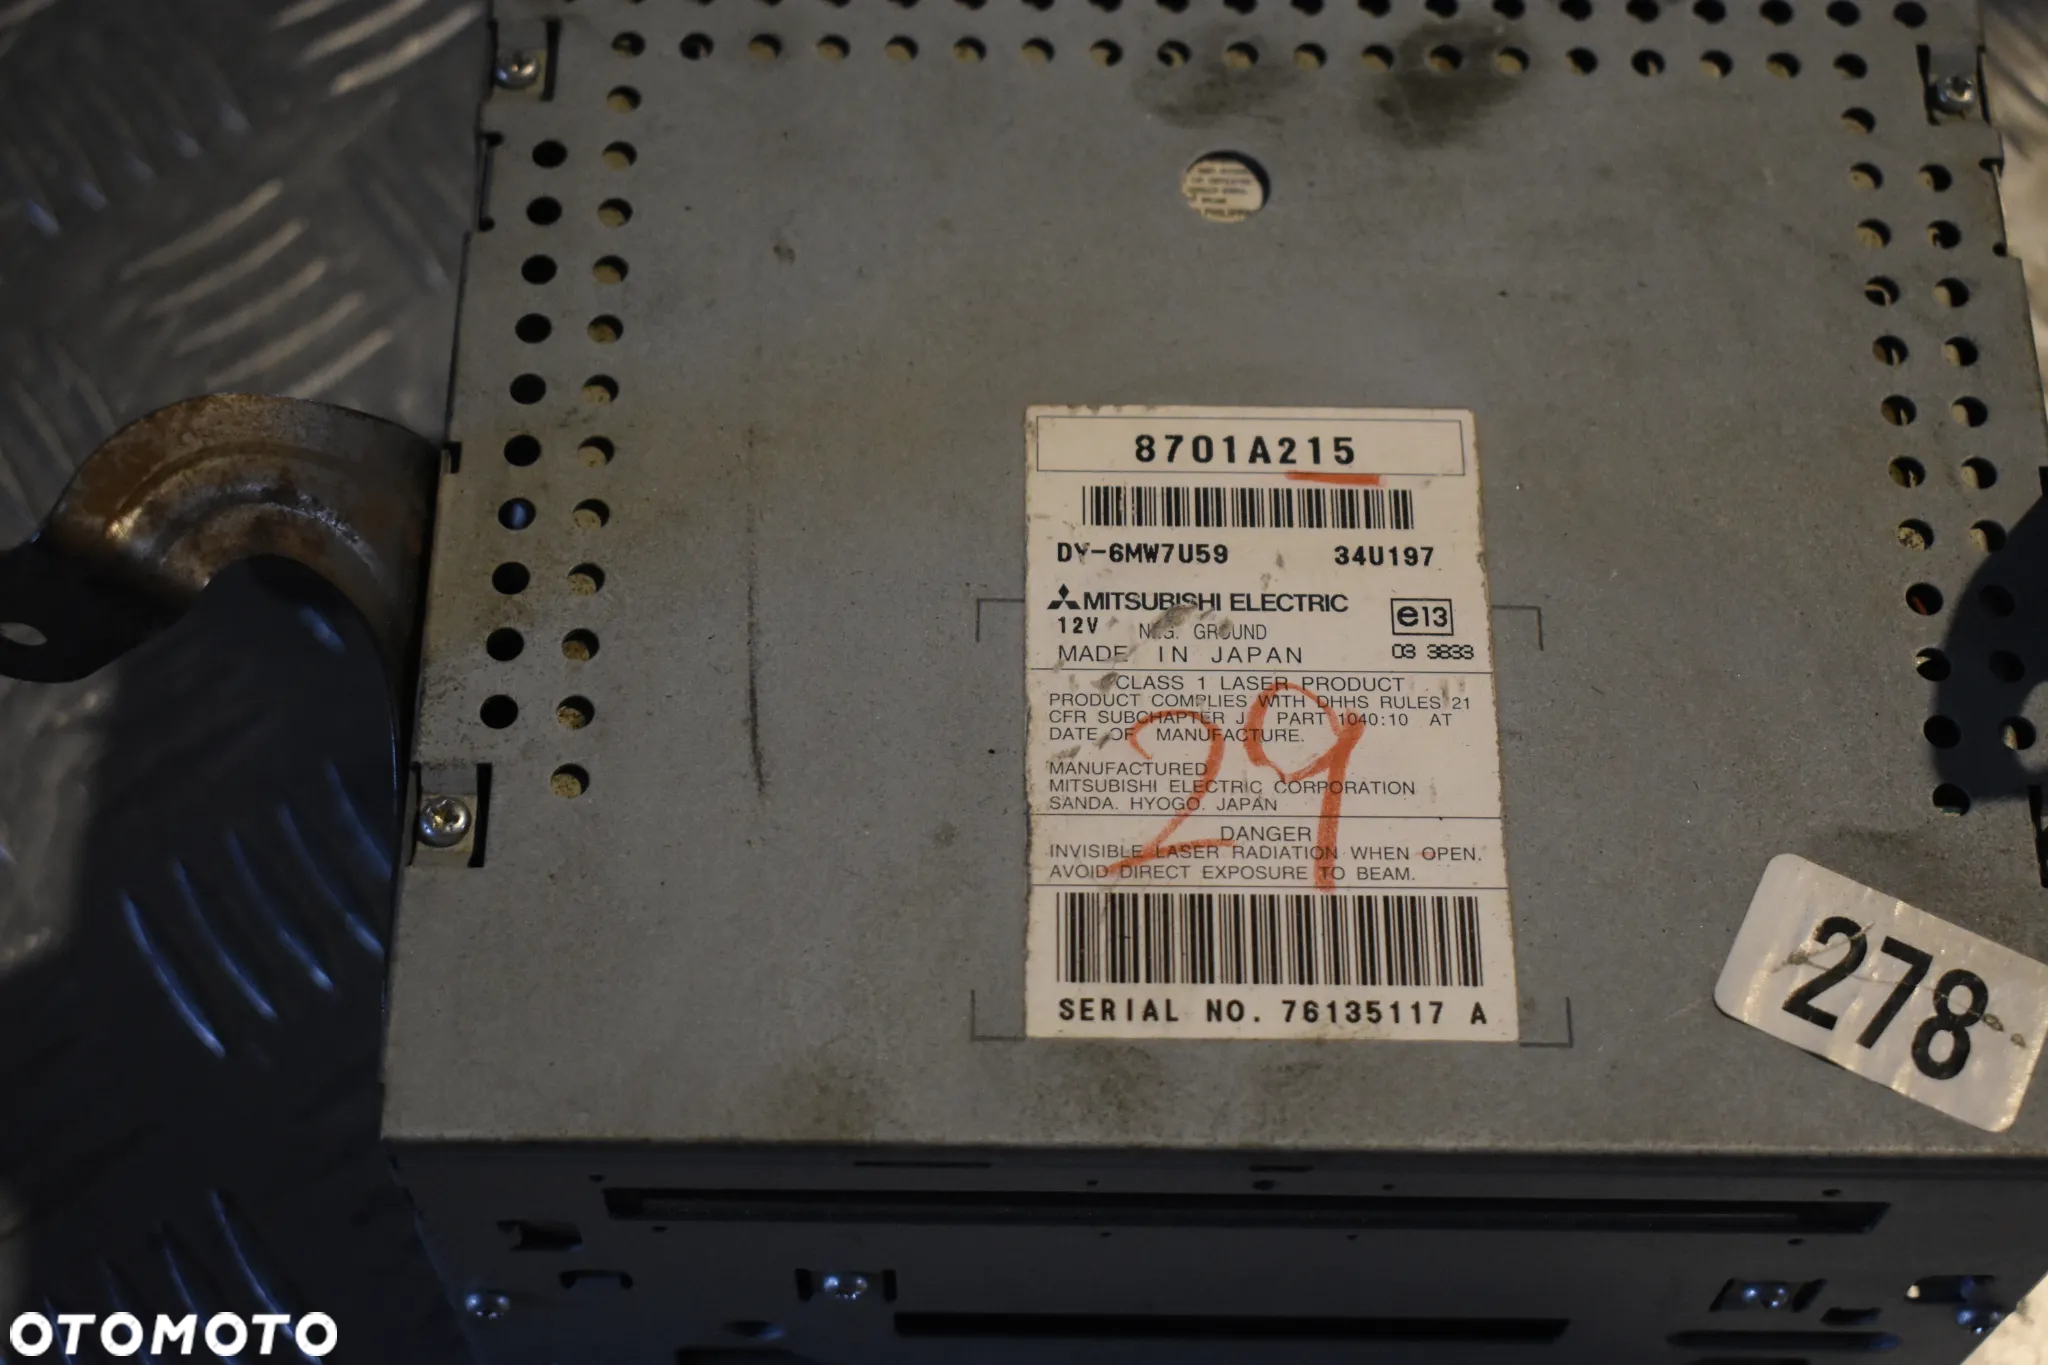 8701A215
DY-6MW7U59 34U197
MITSUBISHI ELECTRIC e13
12V NEG. GROUND
MADE IN JAPAN 03 3833
CLASS 1 LASER PRODUCT
PRODUCT COMPLIES WITH DHHS RULES 21
CFR SUBCHAPTER J PART 1040:10 AT
DATE OF MANUFACTURE.
29
MANUFACTURED
MITSUBISHI ELECTRIC CORPORATION
SANDA. HYOGO. JAPAN
DANGER
INVISIBLE LASER RADIATION WHEN OPEN.
AVOID DIRECT EXPOSURE TO BEAM.
SERIAL NO. 76135117 A
278
OTOMOTO